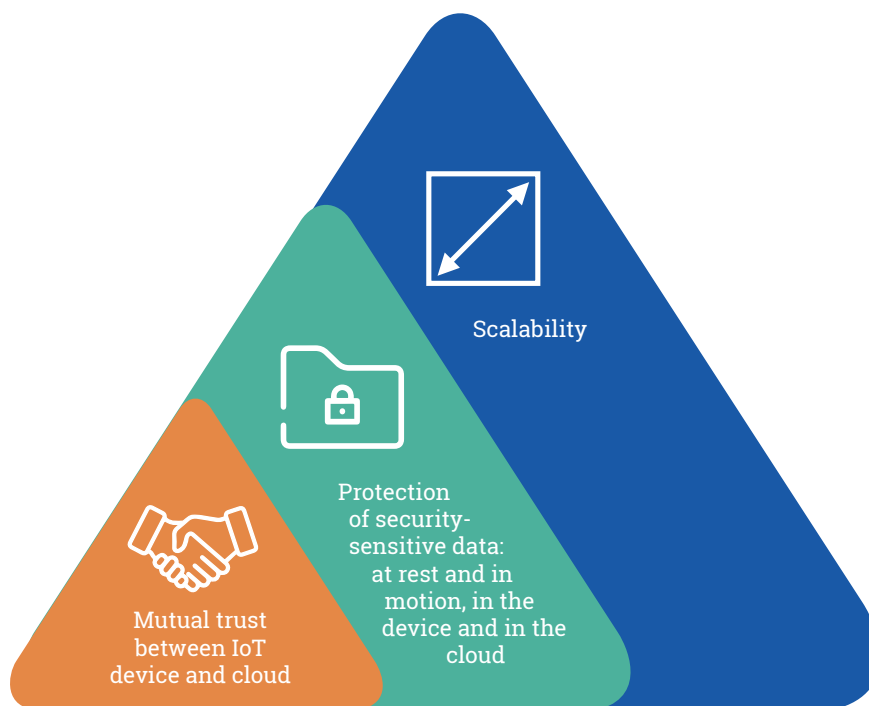 Scalability
Protection
of security-
sensitive data:
at rest and in
motion, in the
device and in the
cloud
Mutual trust
between IoT
device and cloud